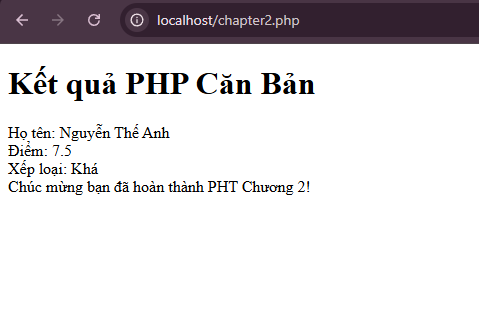 localhost/chapter2.php
Kết quả PHP Căn Bản
Họ tên: Nguyễn Thế Anh
Điểm: 7.5
Xếp loại: Khá
Chúc mừng bạn đã hoàn thành PHT Chương 2!